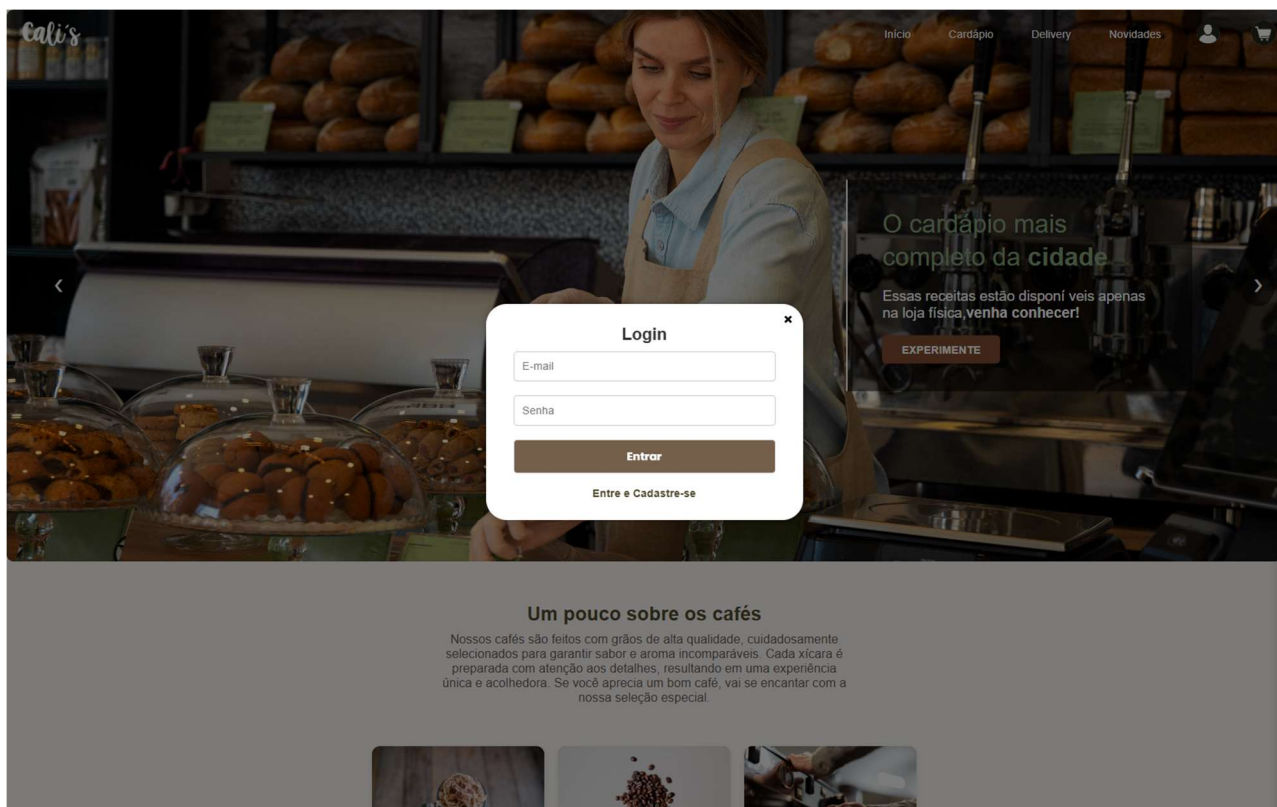 Cali's
Início Cardápio Delivery Novidades
O cardápio mais
completo da cidade
Essas receitas estão disponí veis apenas
na loja física,venha conhecer!
EXPERIMENTE
Login
E-mail
Senha
Entrar
Entre e Cadastre-se
Um pouco sobre os cafés
Nossos cafés são feitos com grãos de alta qualidade, cuidadosamente
selecionados para garantir sabor e aroma incomparáveis. Cada xícara é
preparada com atenção aos detalhes, resultando em uma experiência
única e acolhedora. Se você aprecia um bom café, vai se encantar com a
nossa seleção especial.